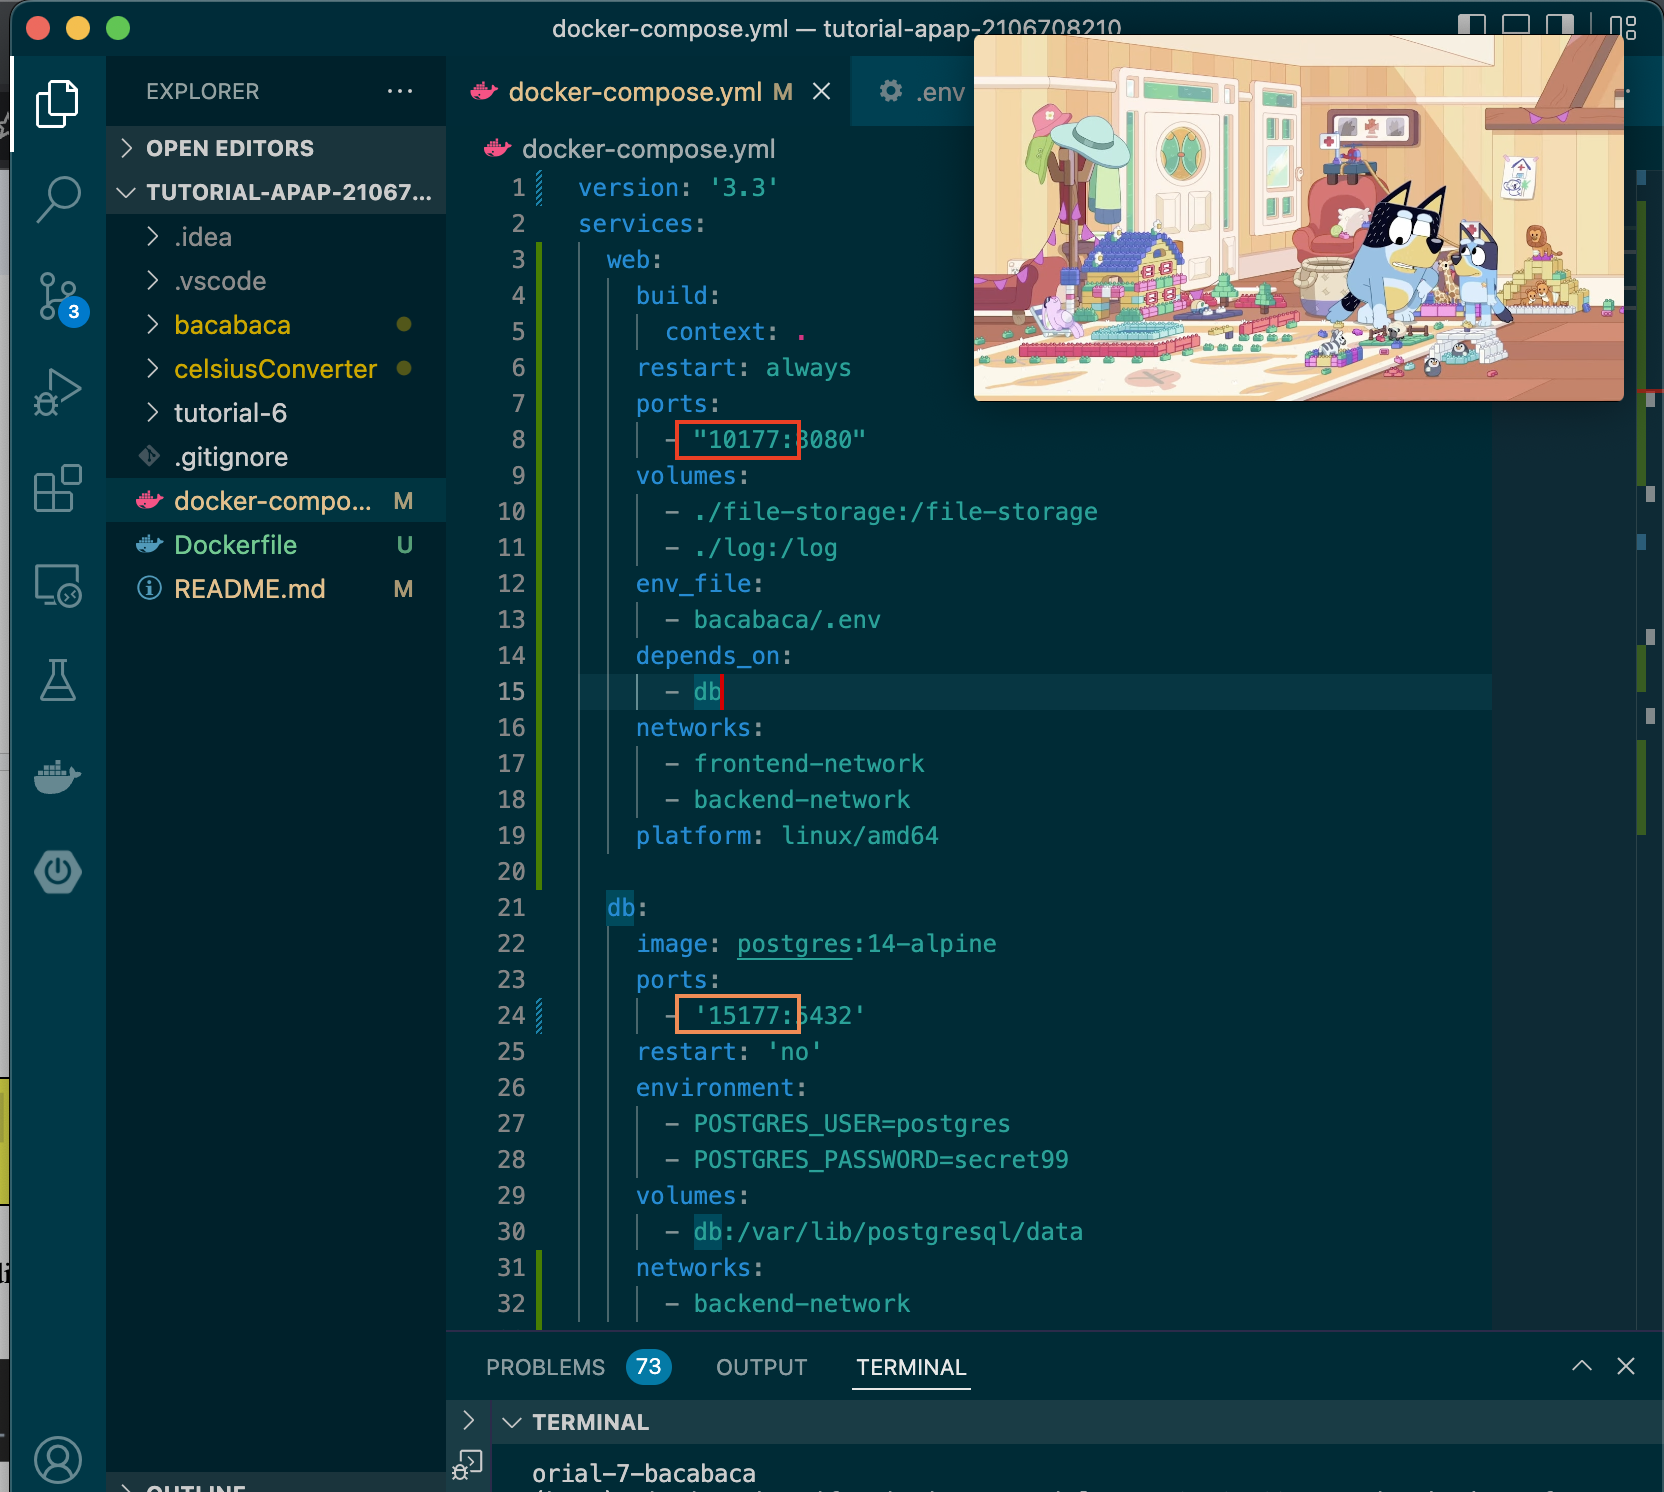 docker-compose.yml — tutorial-apap-2106708210
EXPLORER
OPEN EDITORS
TUTORIAL-APAP-21067...
.idea
.vscode
bacabaca
celsiusConverter
tutorial-6
.gitignore
docker-compo... M
Dockerfile U
README.md M
3
docker-compose.yml M
.env
docker-compose.yml
1 version: '3.3'
2 services:
3 web:
4 build:
5 context: .
6 restart: always
7 ports:
8 - "10177:8080"
9 volumes:
10 - ./file-storage:/file-storage
11 - ./log:/log
12 env_file:
13 - bacabaca/.env
14 depends_on:
15 - db
16 networks:
17 - frontend-network
18 - backend-network
19 platform: linux/amd64
20
21 db:
22 image: postgres:14-alpine
23 ports:
24 - '15177:5432'
25 restart: 'no'
26 environment:
27 - POSTGRES_USER=postgres
28 - POSTGRES_PASSWORD=secret99
29 volumes:
30 - db:/var/lib/postgresql/data
31 networks:
32 - backend-network
PROBLEMS 73 OUTPUT TERMINAL
TERMINAL
orial-7-bacabaca
OUTLINE